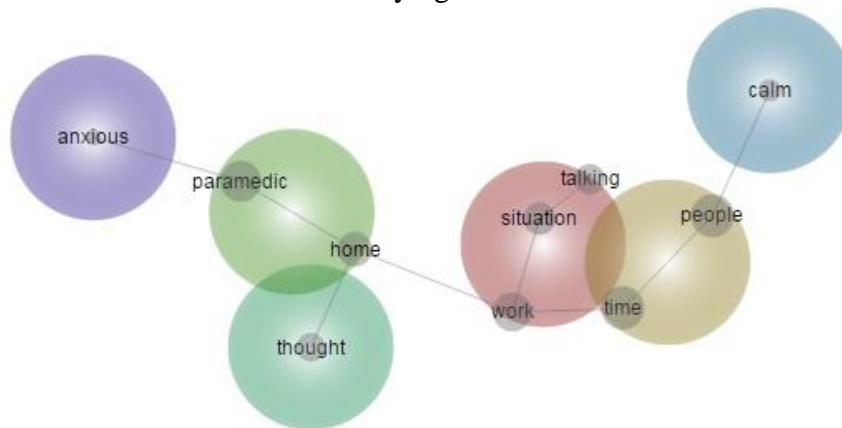 calm
anxious
paramedic
talking
situation
people
home
work
time
thought